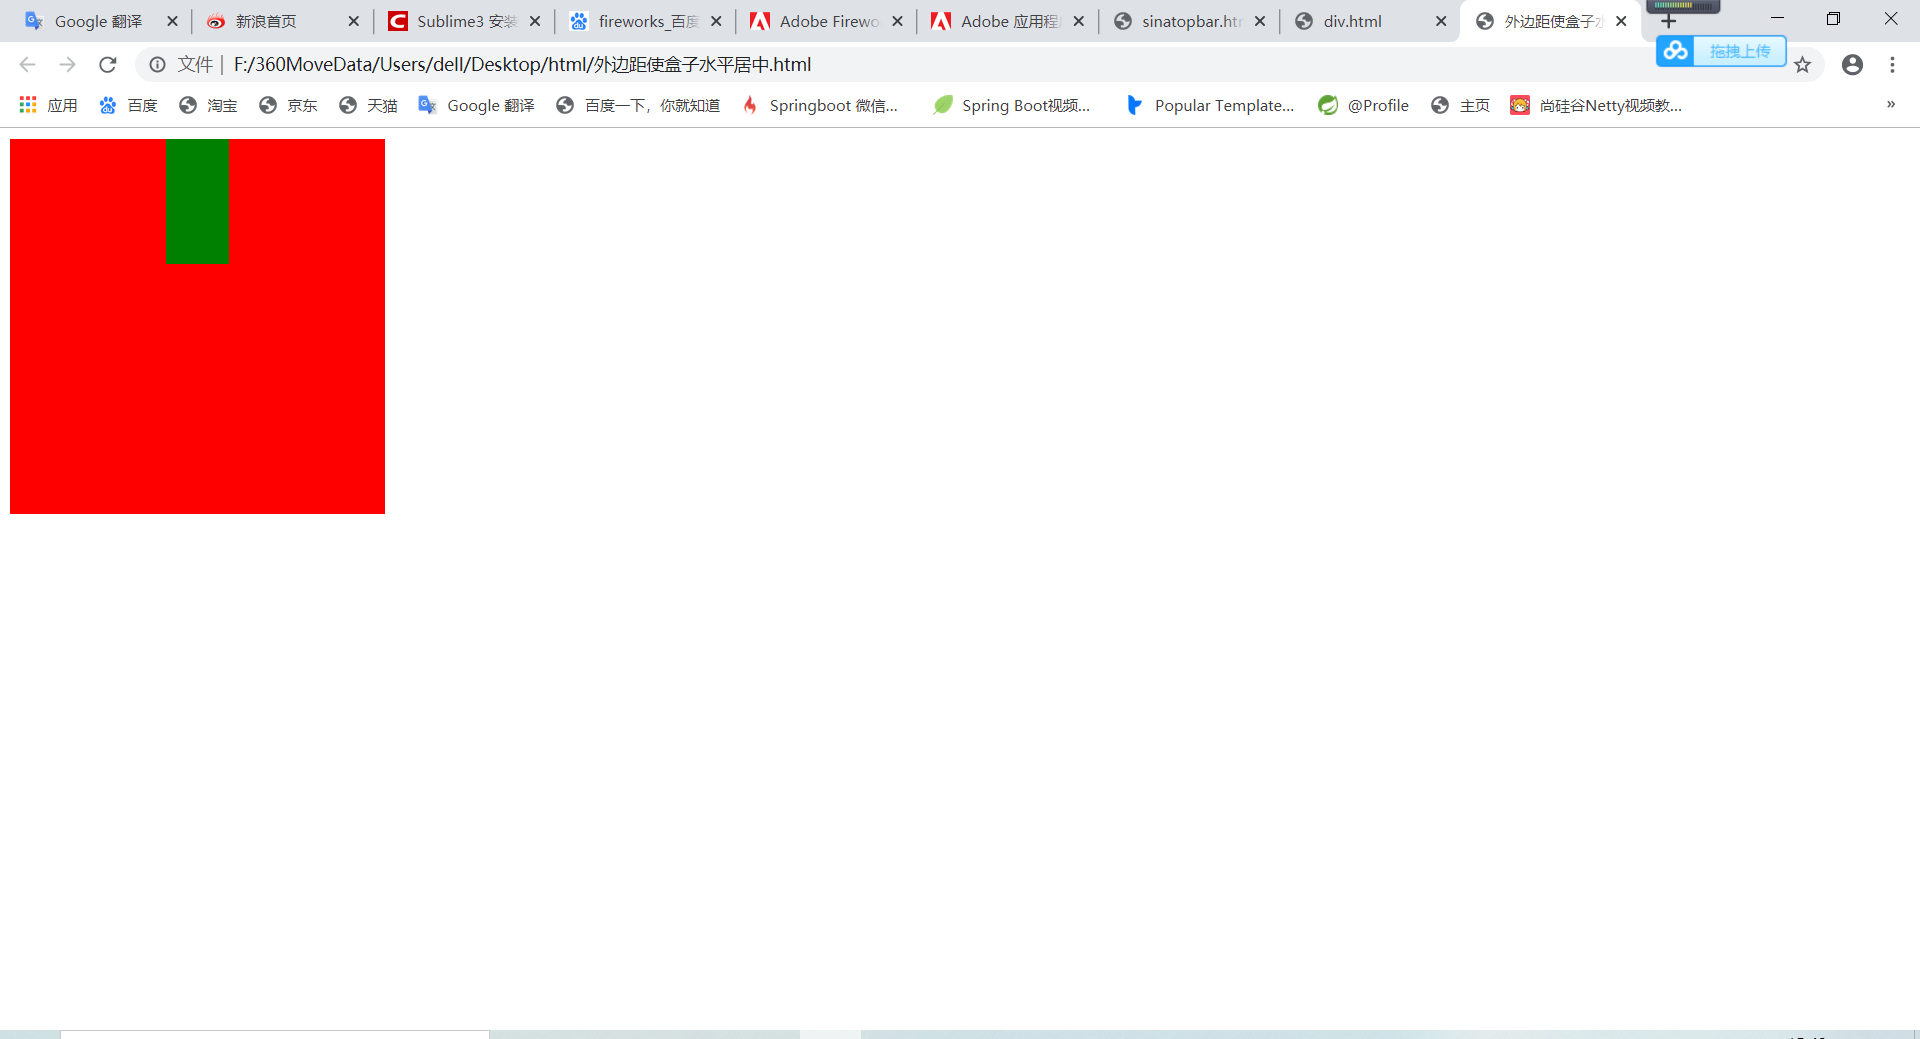 Google 翻译
新浪首页
Sublime3 安装
fireworks_百度
Adobe Firewo
Adobe 应用程
sinatopbar.htm
div.html
外边距使盒子水
拖拽上传
文件 | F:/360MoveData/Users/dell/Desktop/html/外边距使盒子水平居中.html
应用
百度
淘宝
京东
天猫
Google 翻译
百度一下，你就知道
Springboot 微信...
Spring Boot视频...
Popular Template...
@Profile
主页
尚硅谷Netty视频教...
»